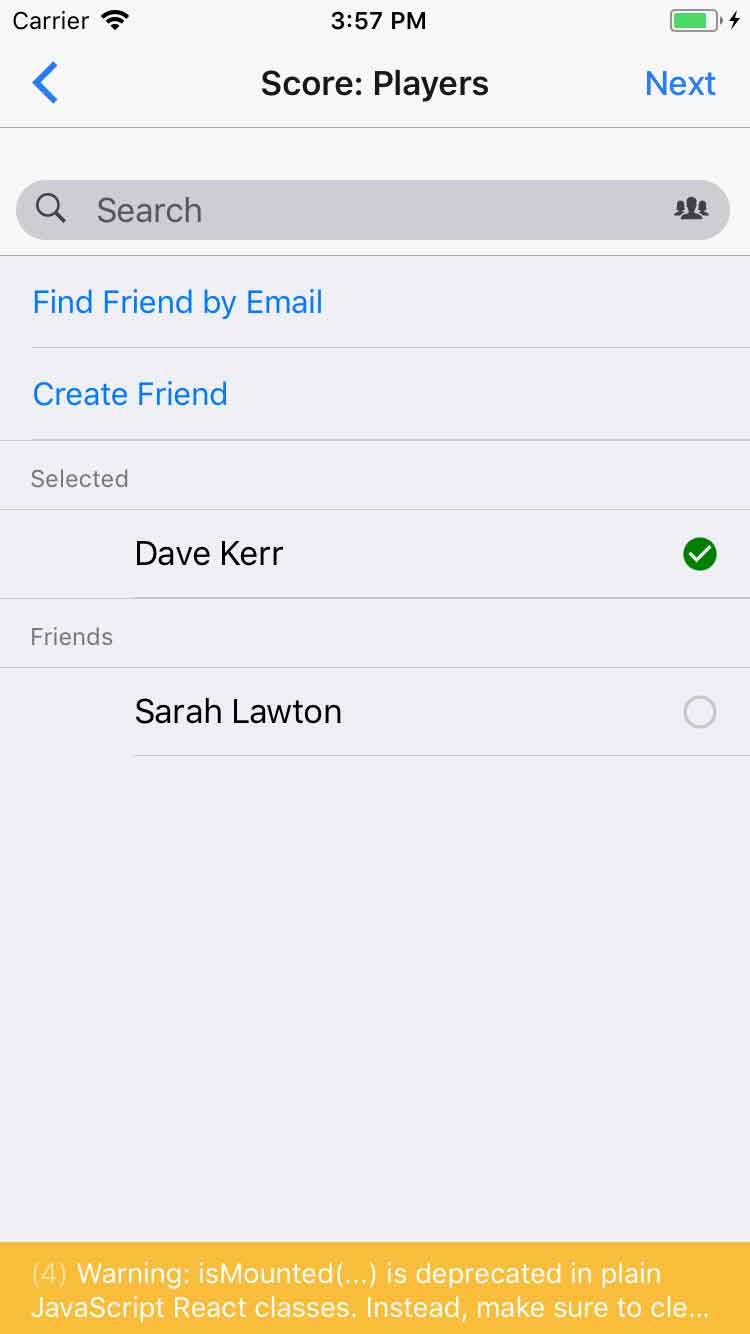 Carrier 3:57 PM
Score: Players Next
Search
Find Friend by Email
Create Friend
Selected
Dave Kerr
Friends
Sarah Lawton
(4) Warning: isMounted(...) is deprecated in plain
JavaScript React classes. Instead, make sure to cle...